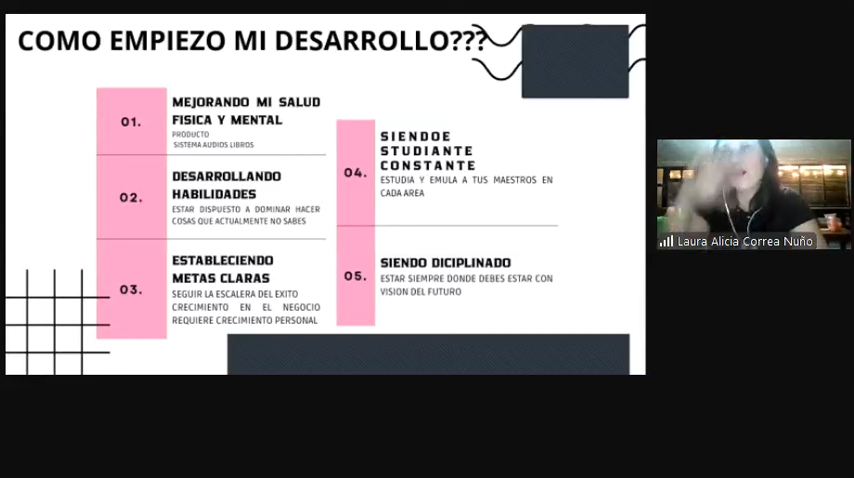 COMO EMPIEZO MI DESARROLLO???
01.
MEJORANDO MI SALUD
FISICA Y MENTAL
PRODUCTO
SISTEMA AUDIOS LIBROS
02.
DESARROLLANDO
HABILIDADES
ESTAR DISPUESTO A DOMINAR HACER
COSAS QUE ACTUALMENTE NO SABES
03.
ESTABLECIENDO
METAS CLARAS
SEGUIR LA ESCALERA DEL EXITO
CRECIMIENTO EN EL NEGOCIO
REQUIERE CRECIMIENTO PERSONAL
04.
SIENDOE
STUDIANTE
CONSTANTE
ESTUDIA Y EMULA A TUS MAESTROS EN
CADA AREA
05.
SIENDO DICIPLINADO
ESTAR SIEMPRE DONDE DEBES ESTAR CON
VISION DEL FUTURO
Laura Alicia Correa Nuño